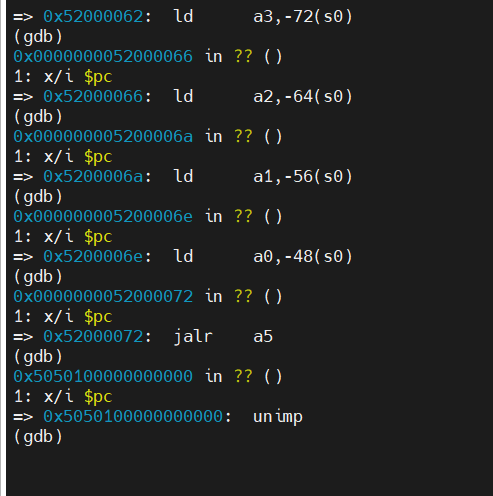 => 0x52000062:  ld      a3,-72(s0)
(gdb)
0x0000000052000066 in ?? ()
1: x/i $pc
=> 0x52000066:  ld      a2,-64(s0)
(gdb)
0x000000005200006a in ?? ()
1: x/i $pc
=> 0x5200006a:  ld      a1,-56(s0)
(gdb)
0x000000005200006e in ?? ()
1: x/i $pc
=> 0x5200006e:  ld      a0,-48(s0)
(gdb)
0x0000000052000072 in ?? ()
1: x/i $pc
=> 0x52000072:  jalr    a5
(gdb)
0x5050100000000000 in ?? ()
1: x/i $pc
=> 0x5050100000000000:  unimp
(gdb)